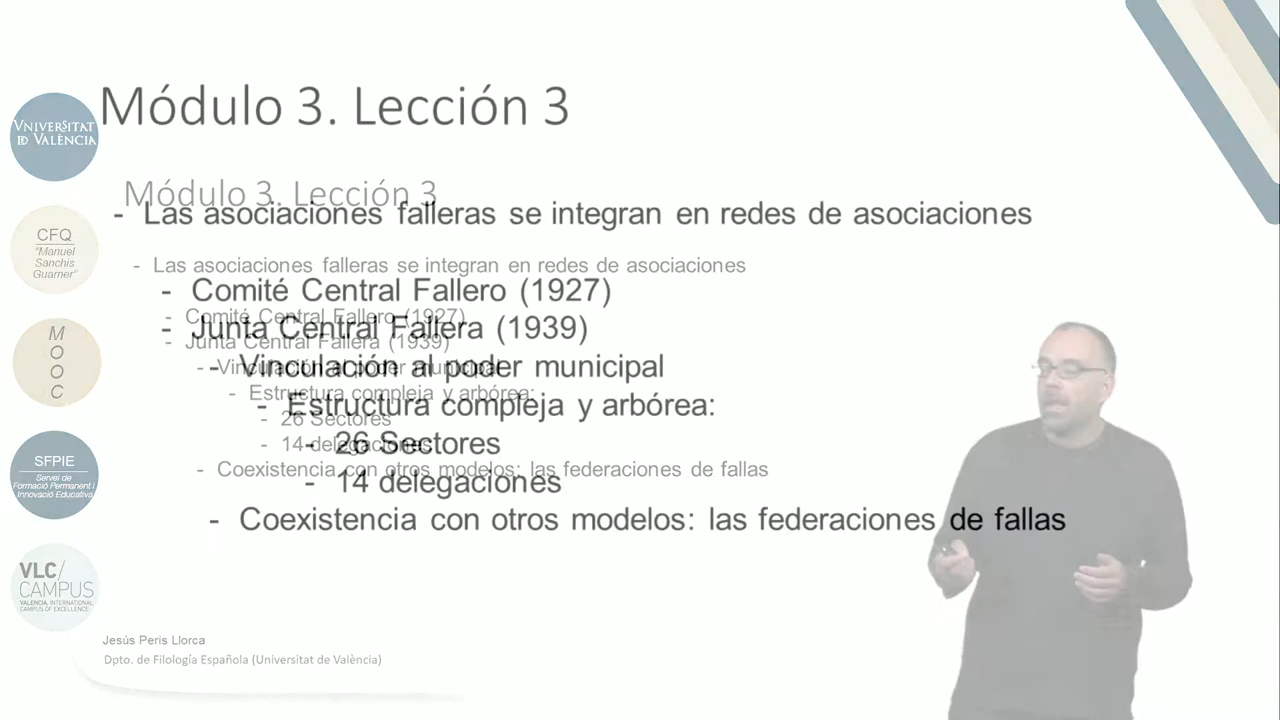 Módulo 3. Lección 3
- Las asociaciones falleras se integran en redes de asociaciones
- Comité Central Fallero (1927)
- Junta Central Fallera (1939)
- Vinculación al poder municipal
- Estructura compleja y arbórea:
- 26 Sectores
- 14 delegaciones
- Coexistencia con otros modelos: las federaciones de fallas
Módulo 3. Lección 3
- Las asociaciones falleras se integran en redes de asociaciones
- Comité Central Fallero (1927)
- Junta Central Fallera (1939)
- Vinculación al poder municipal
- Estructura compleja y arbórea:
- 26 Sectores
- 14 delegaciones
- Coexistencia con otros modelos: las federaciones de fallas
VNIVERSITAT
ID VALÈNCIA
CFQ
"Manuel
Sanchis
Guarner"
M
O
O
C
SFPIE
Servei de
Formació Permanent i
Innovació Educativa
VLC/
CAMPUS
VALENCIA, INTERNATIONAL
CAMPUS OF EXCELLENCE
Jesús Peris Llorca
Dpto. de Filología Española (Universitat de València)